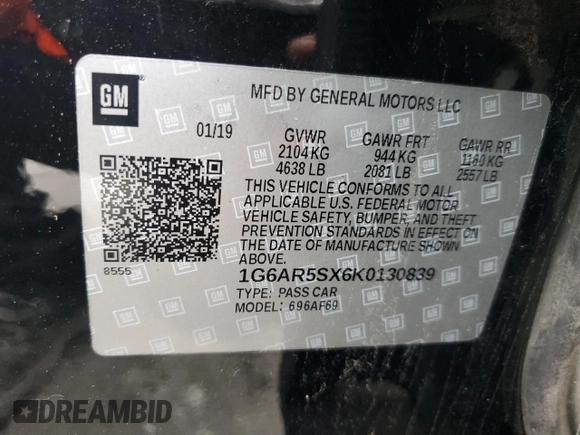 GM
MFD BY GENERAL MOTORS LLC
01/19 GVWR GAWR FRT GAWR RR
2104 KG 944 KG 1160 KG
4638 LB 2081 LB 2557 LB
THIS VEHICLE CONFORMS TO ALL
APPLICABLE U.S. FEDERAL MOTOR
VEHICLE SAFETY, BUMPER, AND THEFT
PREVENTION STANDARDS IN EFFECT ON
THE DATE OF MANUFACTURE SHOWN
ABOVE.
8555
1G6AR5SX6K0130839
TYPE: PASS CAR
MODEL: 696AF69
DREAMBID